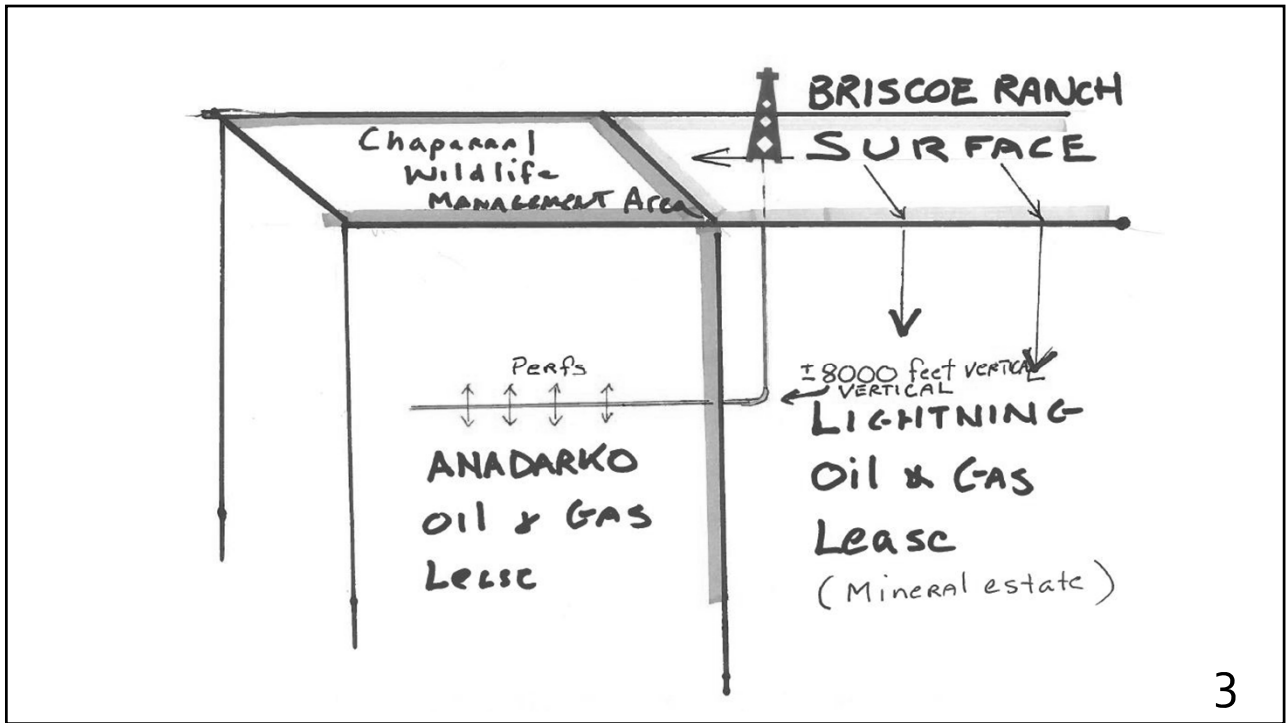 BRISCOE RANCH
SURFACE
Chaparral
Wildlife
MANAGEMENT Area
Perfs
± 8000 feet VERTICAL
VERTICAL
LIGHTNING
Oil & GAS
Lease
(Mineral estate)
ANADARKO
OIL & GAS
Lease
3